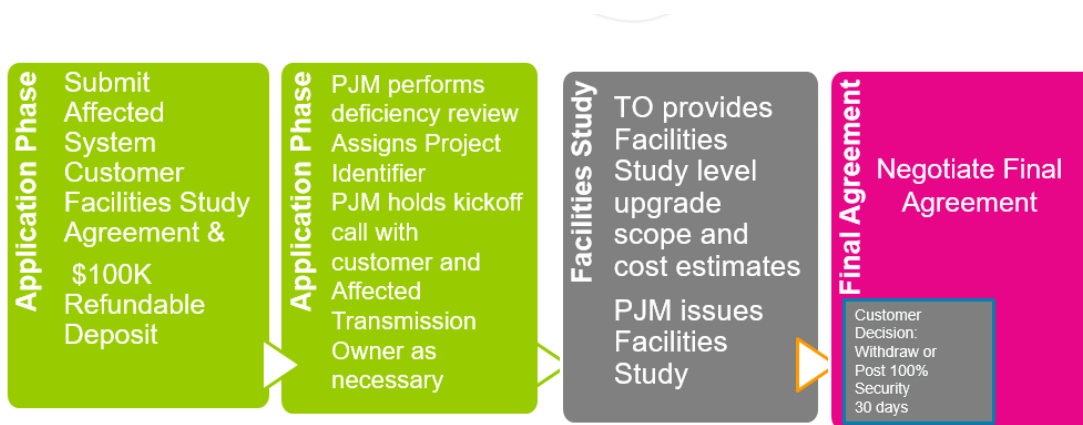 Application Phase
Submit
Affected
System
Customer
Facilities Study
Agreement &
$100K
Refundable
Deposit
Application Phase
PJM performs
deficiency review
Assigns Project
Identifier
PJM holds kickoff
call with
customer and
Affected
Transmission
Owner as
necessary
Facilities Study
TO provides
Facilities
Study level
upgrade
scope and
cost estimates
PJM issues
Facilities
Study
Final Agreement
Negotiate Final
Agreement
Customer
Decision:
Withdraw or
Post 100%
Security
30 days